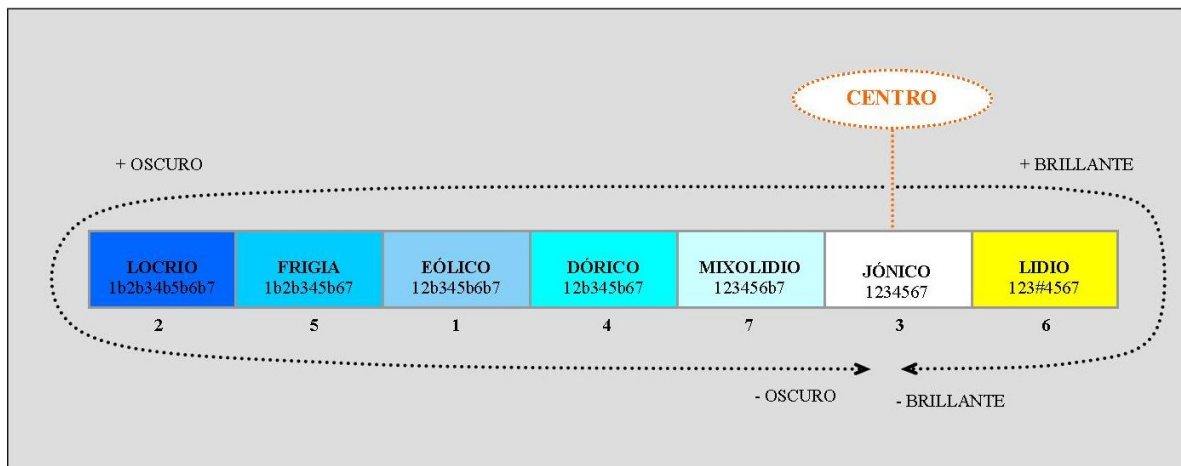 CENTRO
+ OSCURO
+ BRILLANTE
LOCRIO
1b2b34b5b6b7
FRIGIA
1b2b345b67
EÓLICO
12b345b6b7
DÓRICO
12b345b67
MIXOLIDIO
123456b7
JÓNICO
1234567
LIDIO
123#4567
2
5
1
4
7
3
6
- OSCURO
- BRILLANTE